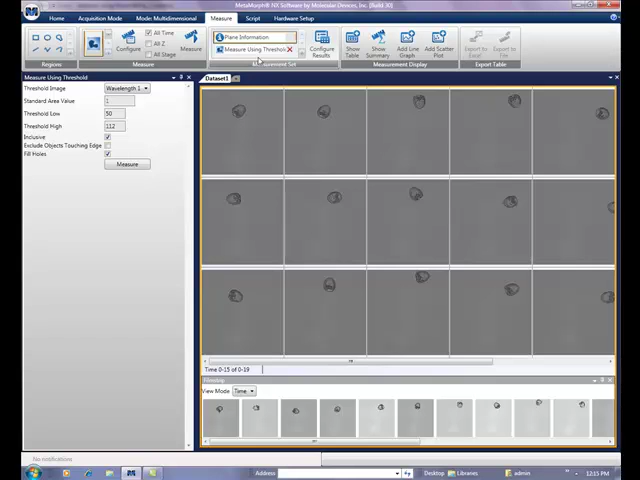 MetaMorph® NX Software by Molecular Devices, Inc. [Build 30]
Home Acquisition Mode Mode: Multidimensional Measure Script Hardware Setup
Regions
Configure
All Time
All Z
All Stage
Measure
Measure
Plane Information
Measure Using Threshold
Configure Results
Measurement Set
Show Table
Show Summary
Add Line Graph
Add Scatter Plot
Measurement Display
Export to Excel
Export to File
Export Table
Measure Using Threshold
Threshold Image Wavelength 1
Standard Area Value 1
Threshold Low 50
Threshold High 112
Inclusive
Exclude Objects Touching Edge
Fill Holes
Measure
Dataset1
Time 0-15 of 0-19
Filmstrip
View Mode Time
No notifications
Address
Desktop
Libraries
admin
12:15 PM